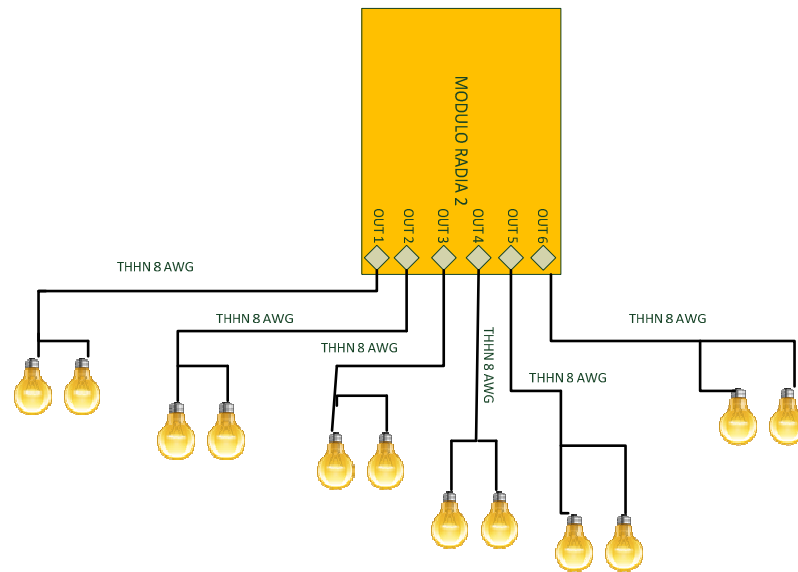 MODULO RADIA 2
OUT 1
OUT 2
OUT 3
OUT 4
OUT 5
OUT 6
THHN 8 AWG
THHN 8 AWG
THHN 8 AWG
THHN 8 AWG
THHN 8 AWG
THHN 8 AWG